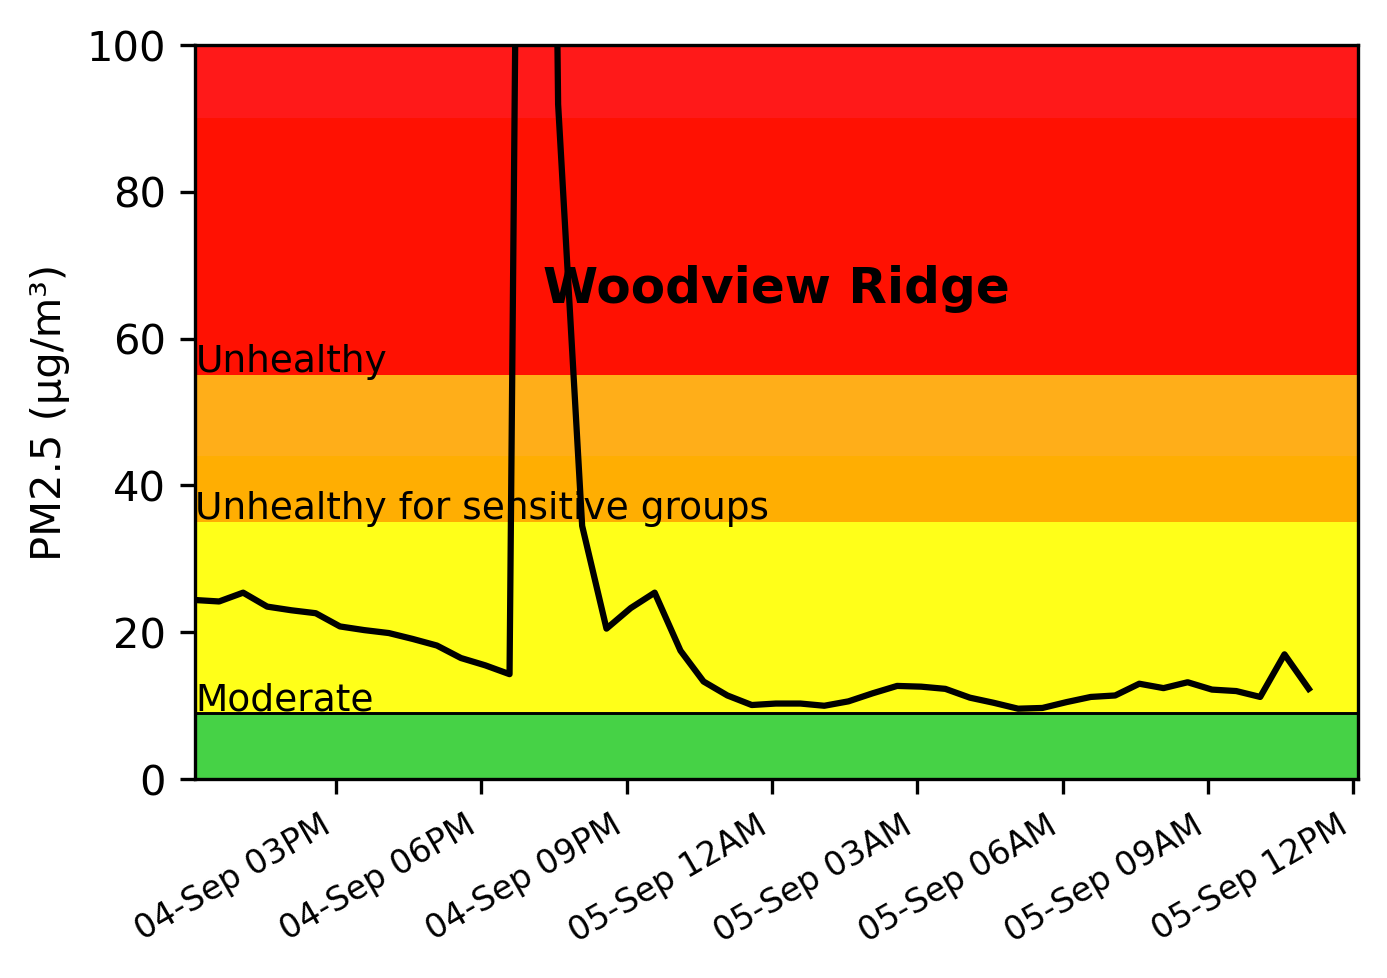 100
80
60
40
20
0
PM2.5 (µg/m³)
Woodview Ridge
Unhealthy
Unhealthy for sensitive groups
Moderate
04-Sep 03PM
04-Sep 06PM
04-Sep 09PM
05-Sep 12AM
05-Sep 03AM
05-Sep 06AM
05-Sep 09AM
05-Sep 12PM